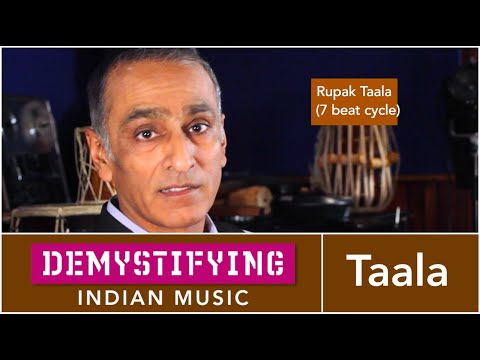 Rupak Taala
(7 beat cycle)
DEMYSTIFYING
INDIAN MUSIC
Taala